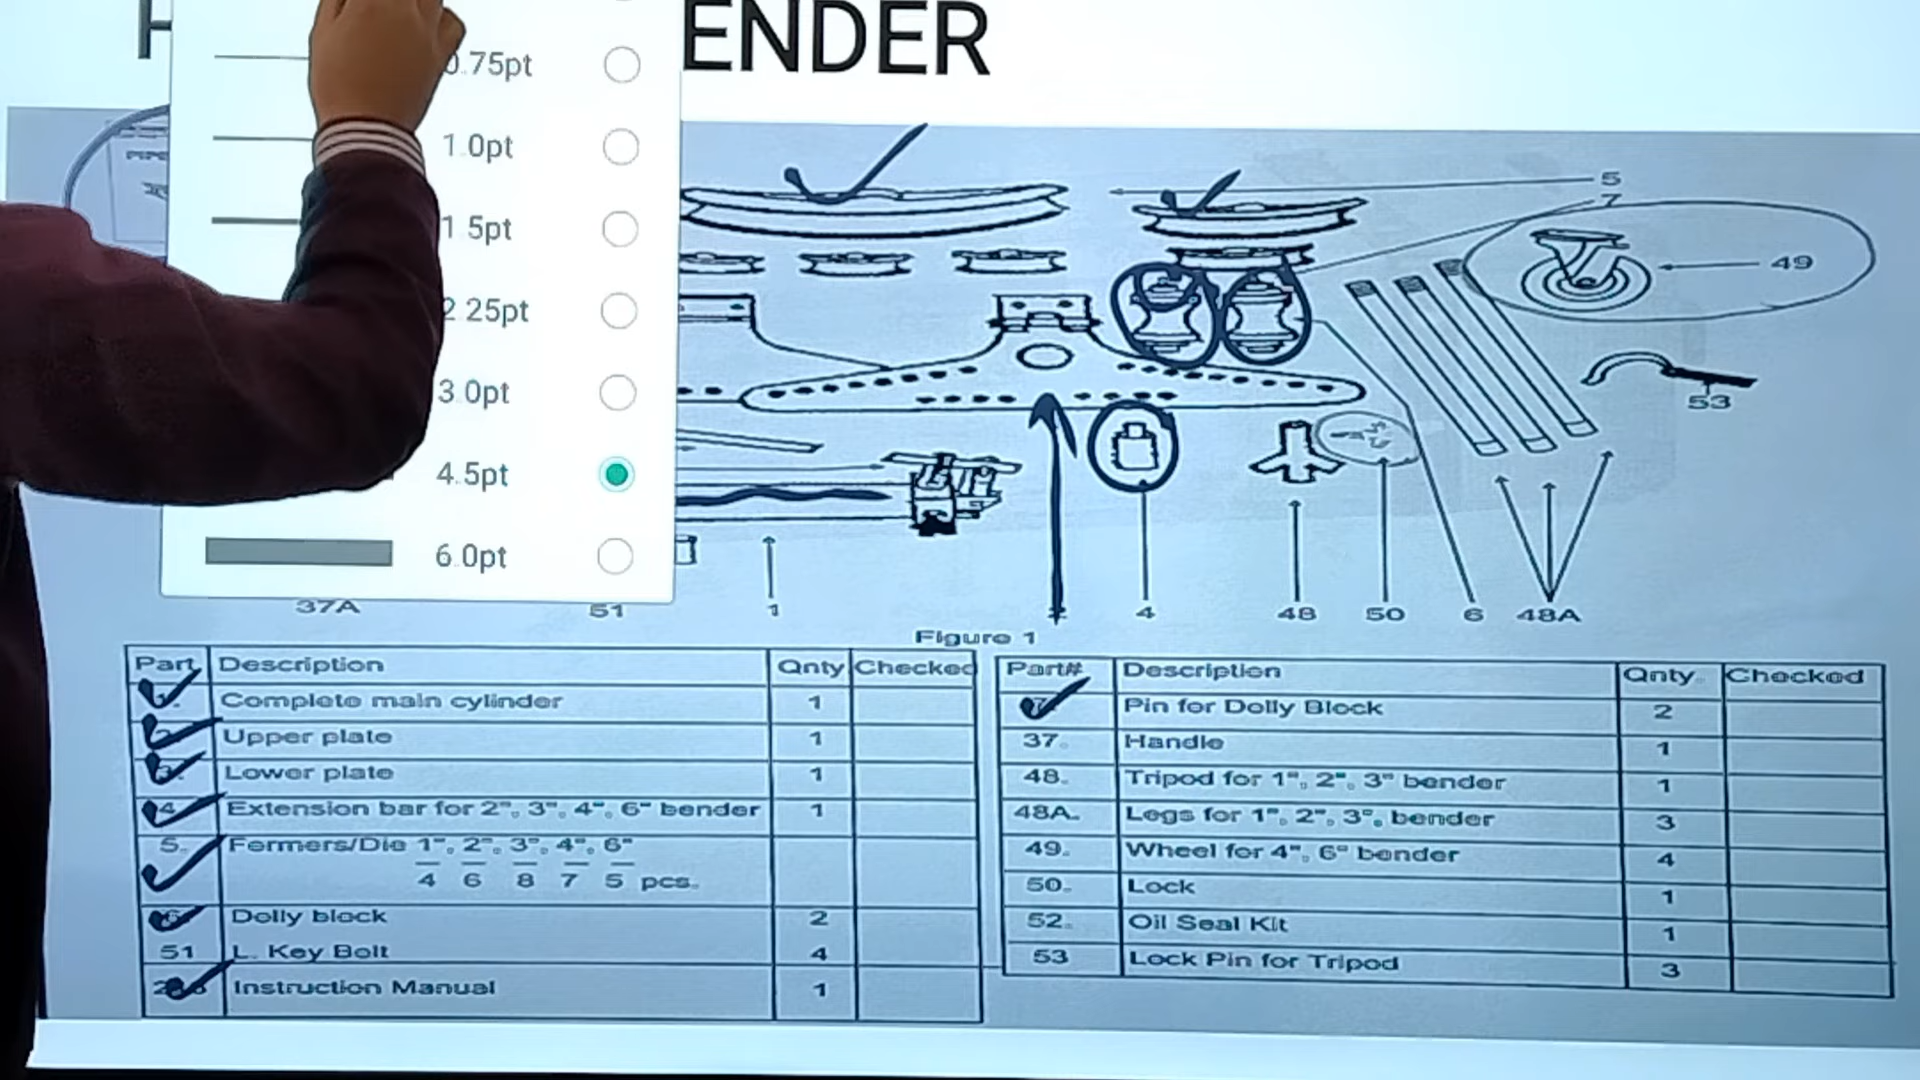 ENDER
0.75pt
1.0pt
1 5pt
2 25pt
3.0pt
4.5pt
6.0pt
5
7
49
53
37A
51
1
4
48
50
6
48A
Figure 1
Part Description Qnty Checked
Complete main cylinder 1
Upper plate 1
3. Lower plate 1
4. Extension bar for 2", 3", 4", 6" bender 1
5. Formers/Die 1", 2", 3", 4", 6"
4 6 8 7 5 pcs.
6. Dolly block 2
51 L. Key Bolt 4
Instruction Manual 1
Part# Description Qnty. Checked
Pin for Dolly Block 2
37. Handle 1
48. Tripod for 1", 2", 3" bender 1
48A. Legs for 1", 2", 3", bender 3
49. Wheel for 4", 6" bender 4
50. Lock 1
52. Oil Seal Kit 1
53 Lock Pin for Tripod 3